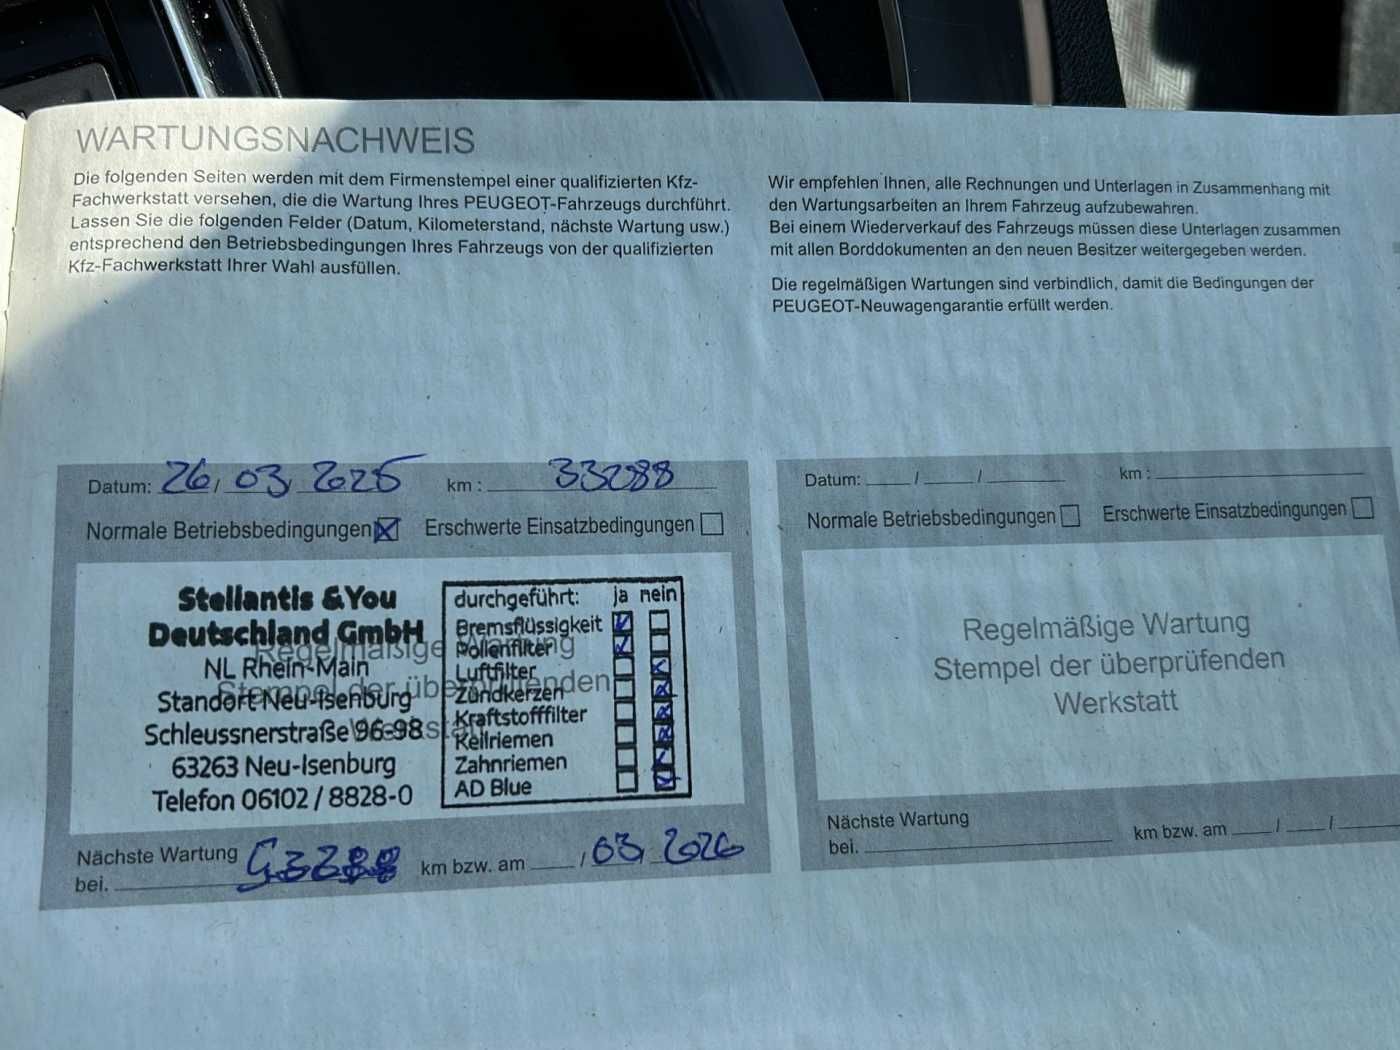 WARTUNGSNACHWEIS
Die folgenden Seiten werden mit dem Firmenstempel einer qualifizierten Kfz-
Fachwerkstatt versehen, die die Wartung Ihres PEUGEOT-Fahrzeugs durchführt.
Lassen Sie die folgenden Felder (Datum, Kilometerstand, nächste Wartung usw.)
entsprechend den Betriebsbedingungen Ihres Fahrzeugs von der qualifizierten
Kfz-Fachwerkstatt Ihrer Wahl ausfüllen.
Wir empfehlen Ihnen, alle Rechnungen und Unterlagen in Zusammenhang mit
den Wartungsarbeiten an Ihrem Fahrzeug aufzubewahren.
Bei einem Wiederverkauf des Fahrzeugs müssen diese Unterlagen zusammen
mit allen Borddokumenten an den neuen Besitzer weitergegeben werden.
Die regelmäßigen Wartungen sind verbindlich, damit die Bedingungen der
PEUGEOT-Neuwagengarantie erfüllt werden.
Datum: 26 / 03 / 2025 km : 33288
Normale Betriebsbedingungen Erschwerte Einsatzbedingungen
Stellantis &You
Deutschland GmbH
NL Rhein-Main
Standort Neu-Isenburg
Schleussnerstraße 96-98
63263 Neu-Isenburg
Telefon 06102 / 8828-0
Regelmäßige Wartung
Stempel der überprüfenden
Werkstatt
durchgeführt: ja nein
Bremsflüssigkeit
Pollenfilter
Luftfilter
Zündkerzen
Kraftstofffilter
Keilriemen
Zahnriemen
AD Blue
Nächste Wartung
bei. km bzw. am / 03 / 2026
Datum: / / km :
Normale Betriebsbedingungen Erschwerte Einsatzbedingungen
Regelmäßige Wartung
Stempel der überprüfenden
Werkstatt
Nächste Wartung
bei. km bzw. am / /